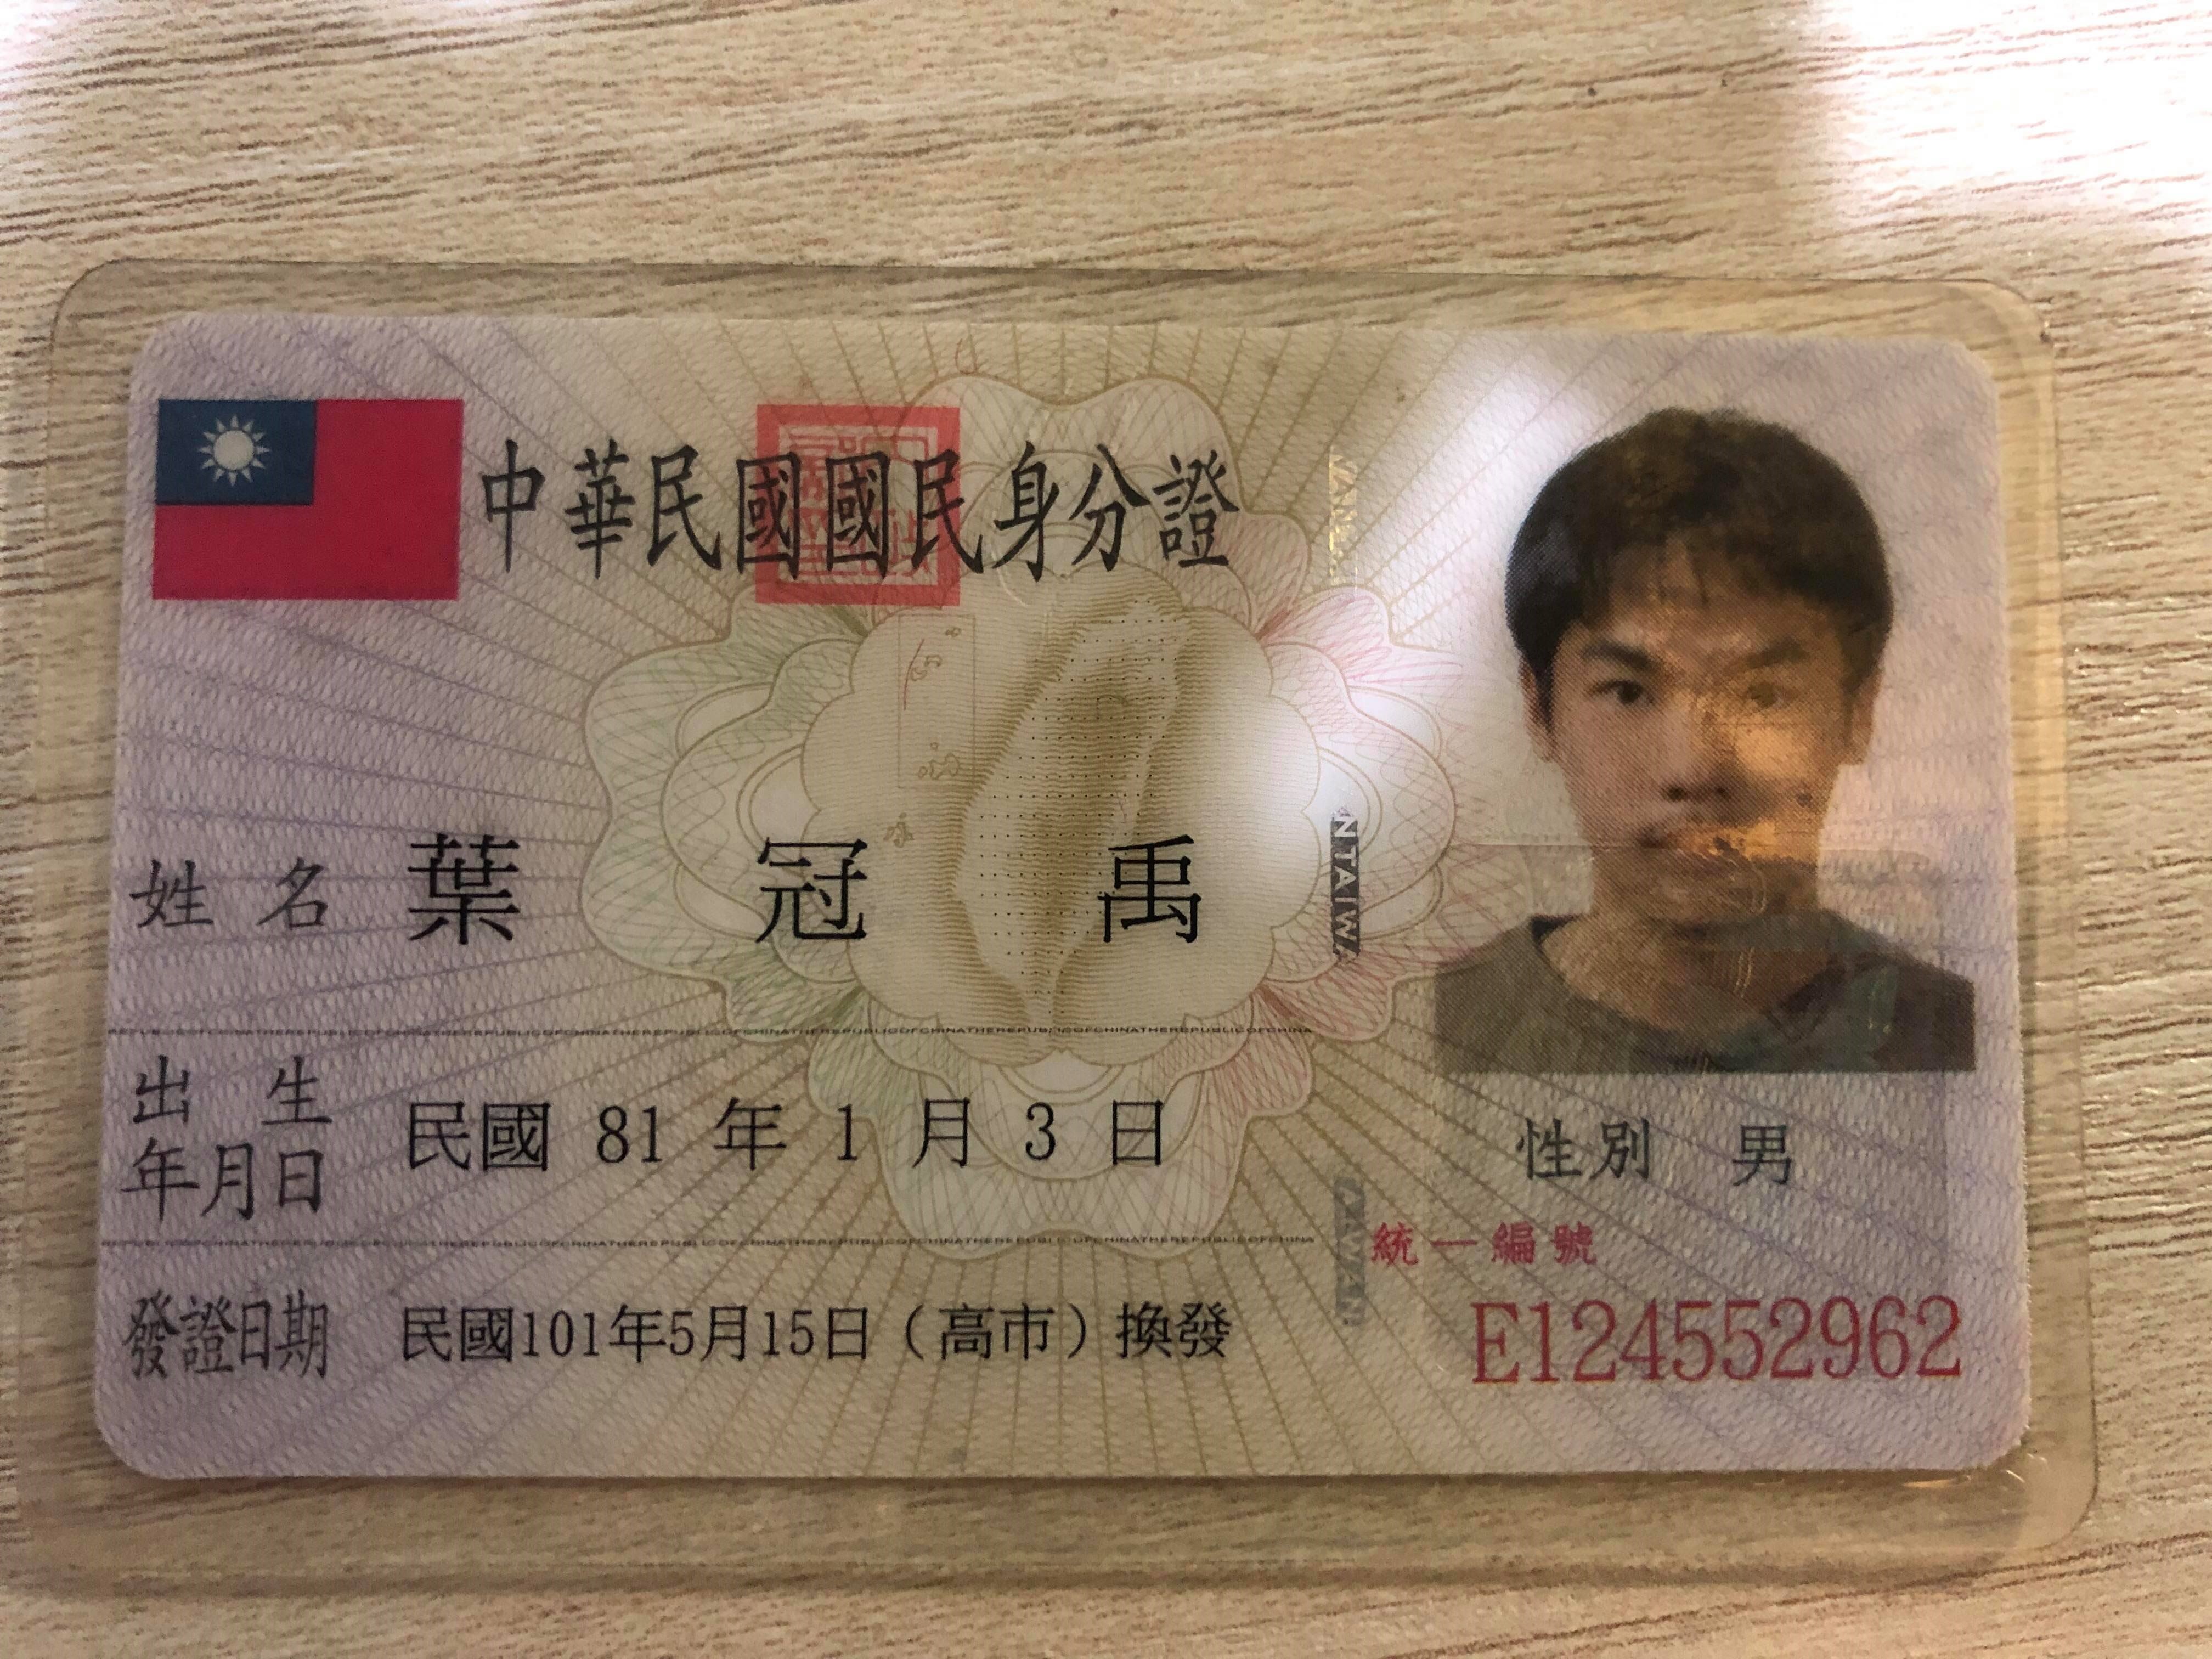 中華民國國民身分證
姓名 葉冠禹
出生年月日 民國 81 年 1 月 3 日
性別 男
發證日期 民國101年5月15日（高市）換發
統一編號
E124552962